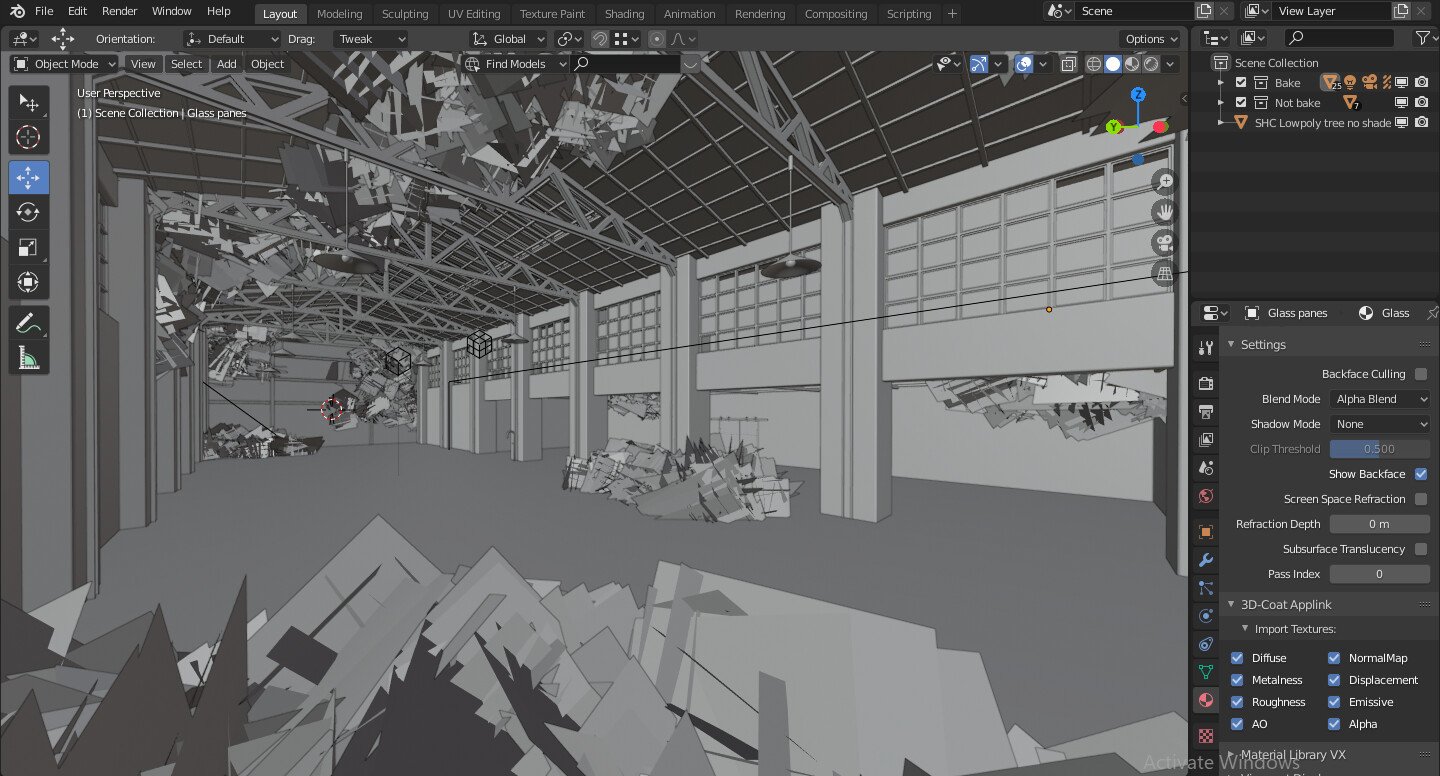 File Edit Render Window Help Layout Modeling Sculpting UV Editing Texture Paint Shading Animation Rendering Compositing Scripting + Scene View Layer
Orientation: Default Drag: Tweak Global Options
Object Mode View Select Add Object Find Models
User Perspective
(1) Scene Collection | Glass panes
Z
Y
Scene Collection
Bake 25
Not bake 7
SHC Lowpoly tree no shade
Glass panes Glass
Settings
Backface Culling
Blend Mode Alpha Blend
Shadow Mode None
Clip Threshold 0.500
Show Backface
Screen Space Refraction
Refraction Depth 0 m
Subsurface Translucency
Pass Index 0
3D-Coat Applink
Import Textures:
Diffuse NormalMap
Metalness Displacement
Roughness Emissive
AO Alpha
Material Library VX
Activate Windows